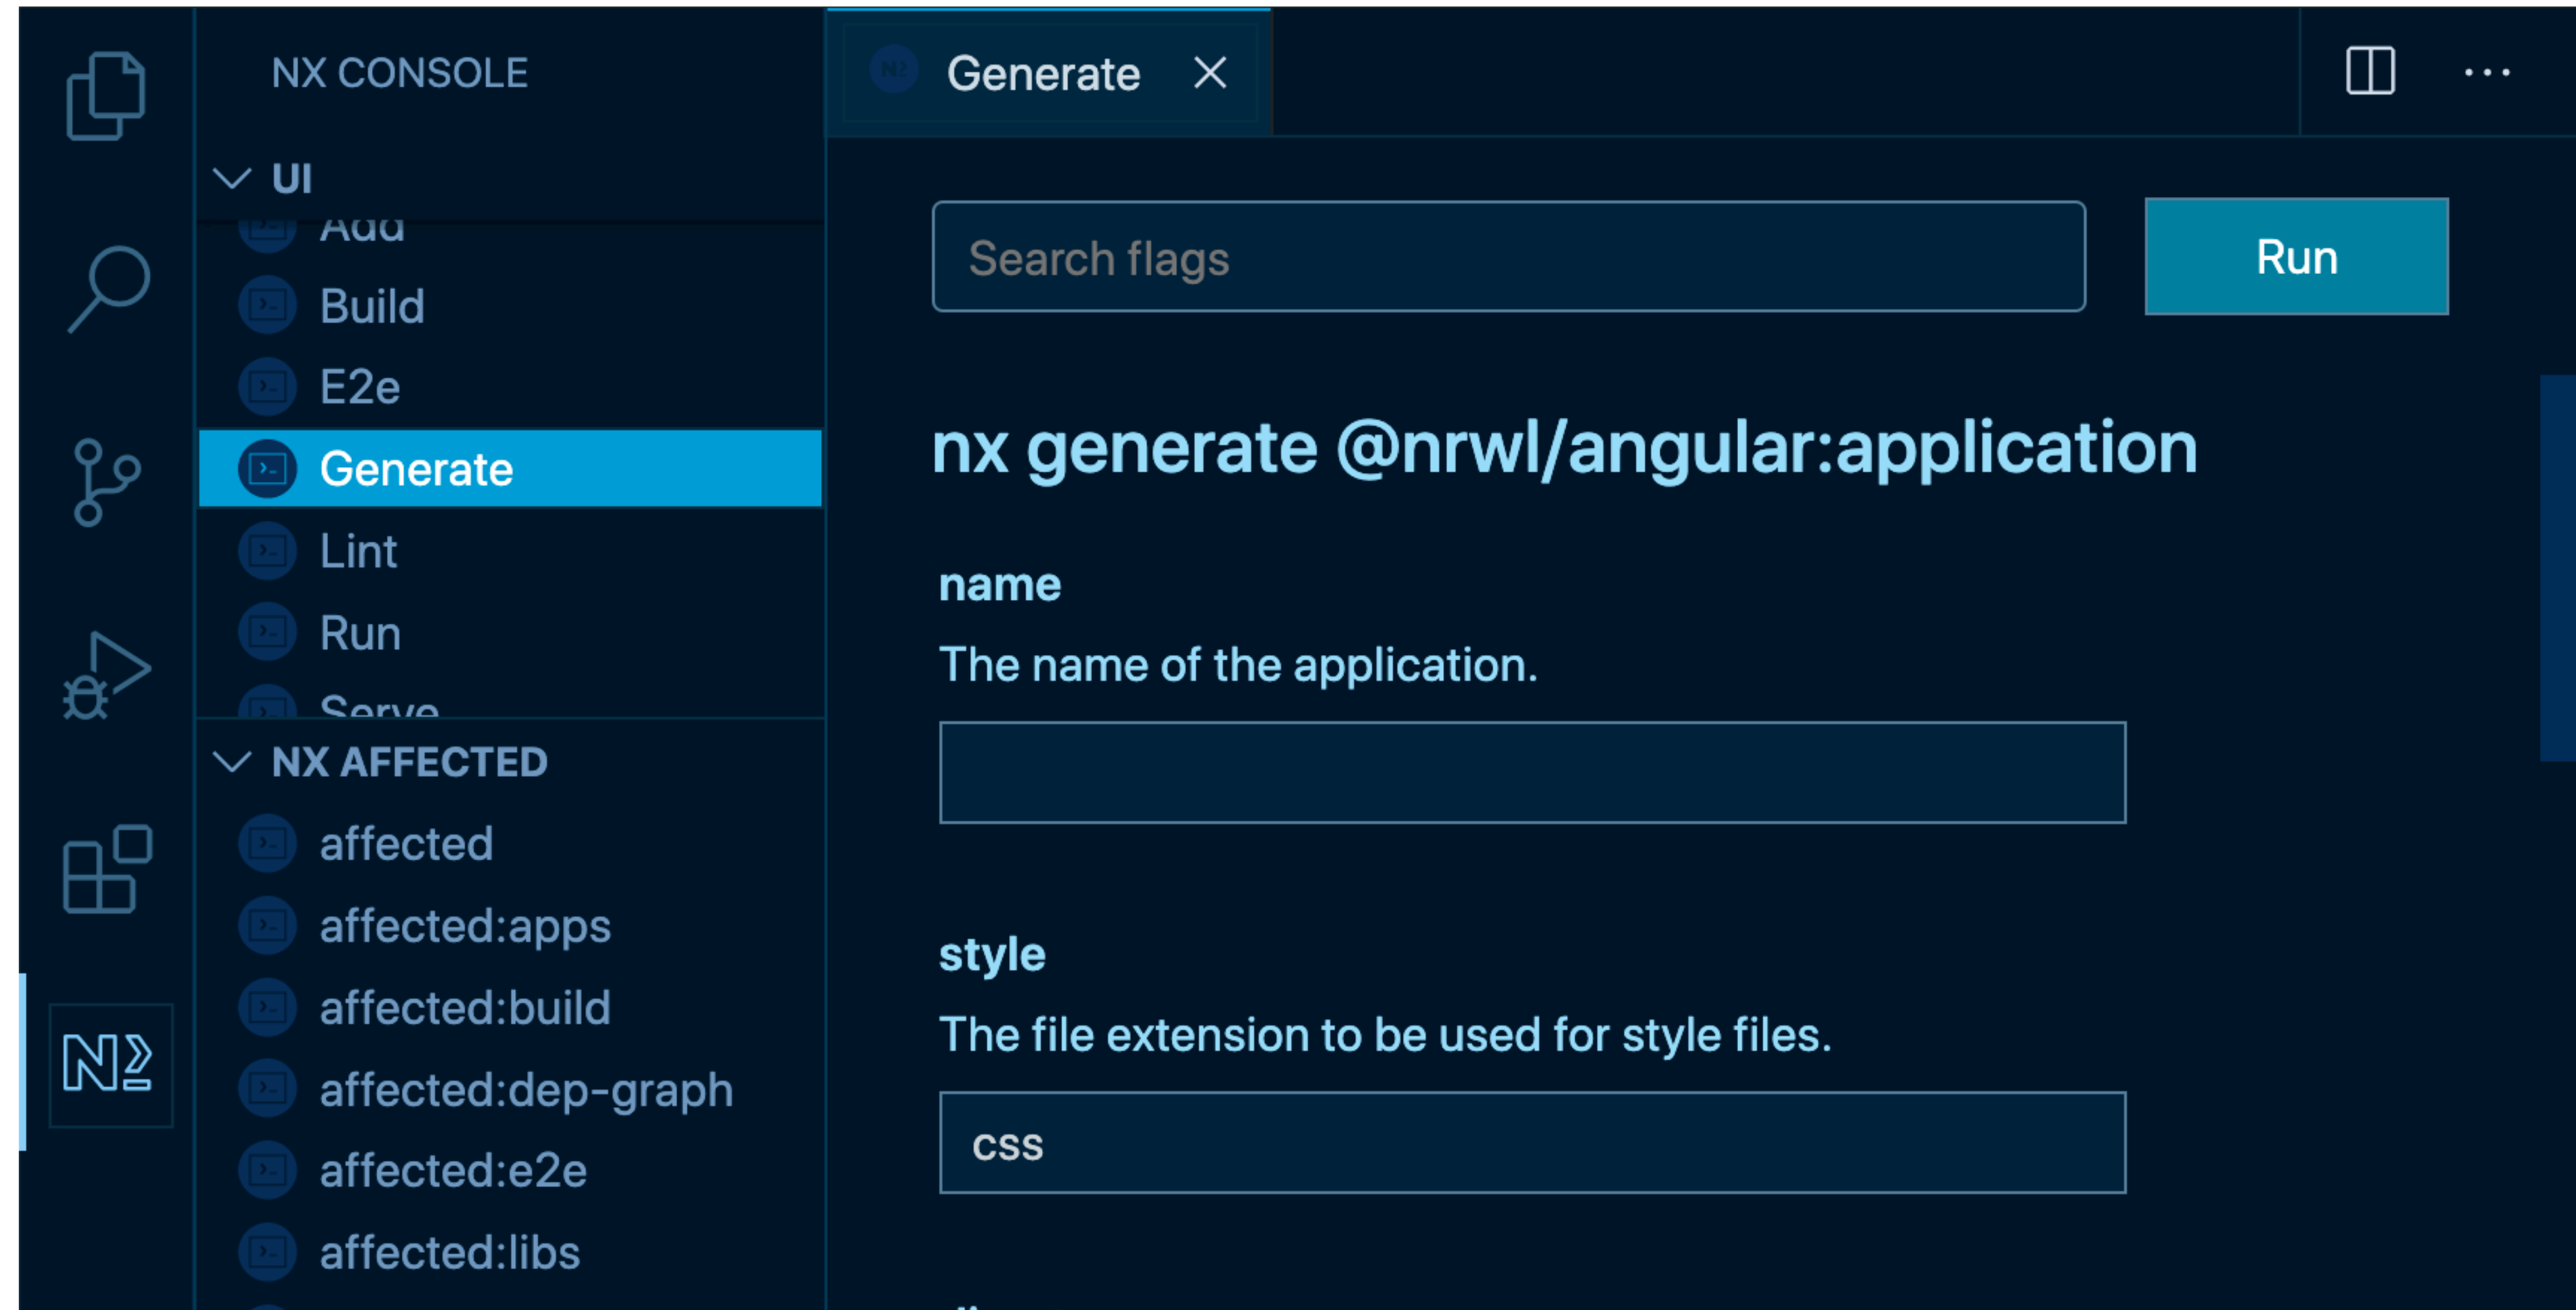 NX CONSOLE
UI
Add
Build
E2e
Generate
Lint
Run
Serve
NX AFFECTED
affected
affected:apps
affected:build
affected:dep-graph
affected:e2e
affected:libs
Generate
Search flags
Run
nx generate @nrwl/angular:application
name
The name of the application.
style
The file extension to be used for style files.
css